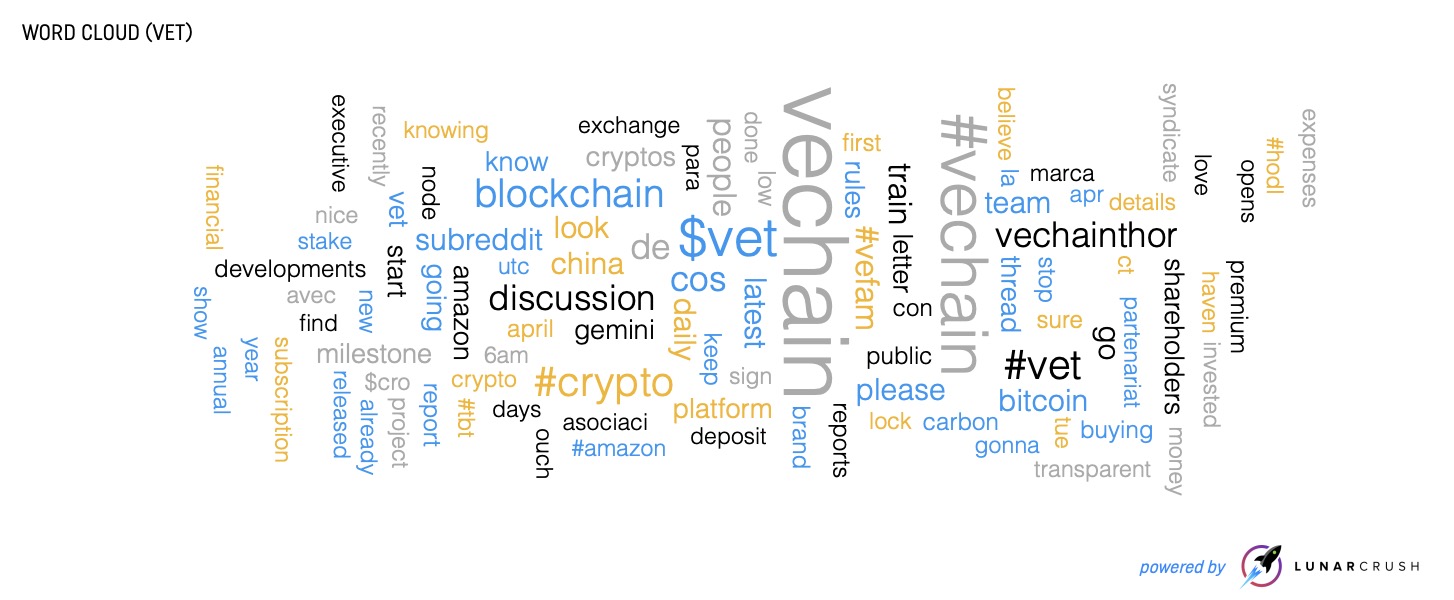 WORD CLOUD (VET)
executive
recently
knowing
exchange
cryptos
para
people
done
low
vechain
first
#vechain
believe
la
marca
syndicate
love
opens
#hodl
expenses
financial
nice
stake
vet
node
know
blockchain
subreddit
look
de
$vet
rules
train
#vefam
letter
team
apr
details
vechainthor
developments
start
going
amazon
utc
china
discussion
cos
latest
con
thread
stop
ct
shareholders
haven
premium
show
avec
new
find
april
gemini
daily
keep
public
sure
partenariat
go
invested
annual
year
subscription
milestone
6am
$cro
crypto
#crypto
sign
please
#vet
bitcoin
released
already
project
report
#tbt
days
ouch
asociaci
#amazon
platform
deposit
brand
reports
lock
carbon
gonna
tue
buying
transparent
money
powered by LUNARCRUSH